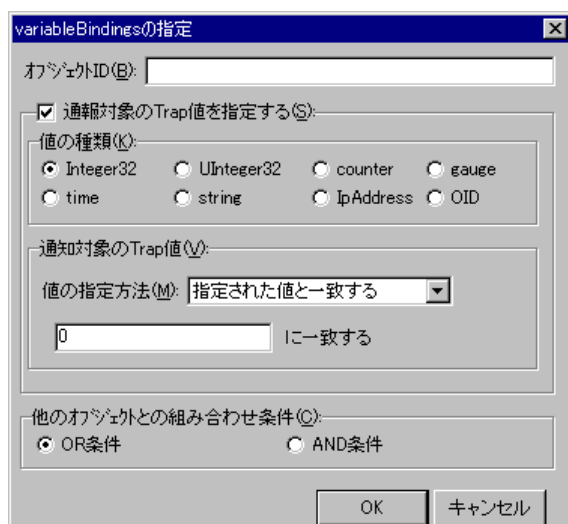 variableBindingsの指定
ｵﾌﾞｼﾞｪｸﾄID(B):
通報対象のTrap値を指定する(S):
値の種類(K):
Integer32 UInteger32 counter gauge
time string IpAddress OID
通知対象のTrap値(V):
値の指定方法(M): 指定された値と一致する
0 に一致する
他のｵﾌﾞｼﾞｪｸﾄとの組み合わせ条件(C):
OR条件 AND条件
OK キャンセル